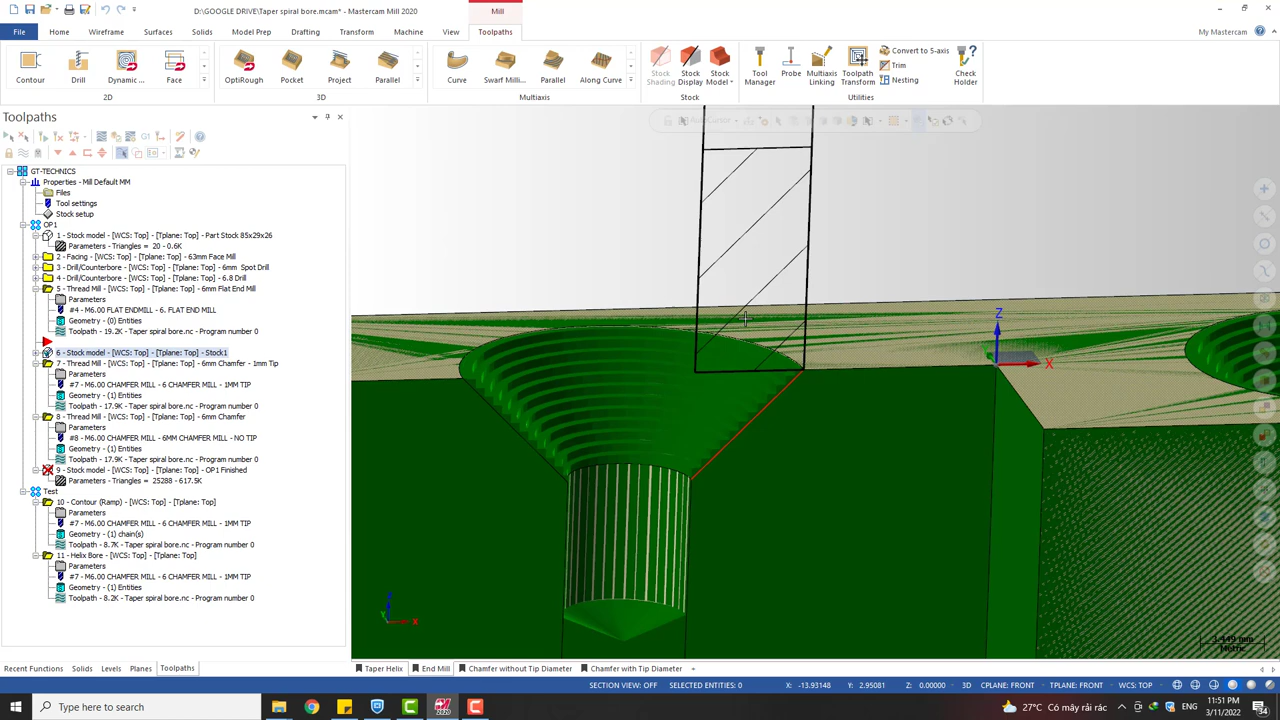 D:\GOOGLE DRIVE\Taper spiral bore.mcam* - Mastercam Mill 2020
Mill
File
Home
Wireframe
Surfaces
Solids
Model Prep
Drafting
Transform
Machine
View
Toolpaths
My Mastercam
Contour
Drill
Dynamic ...
Face
OptiRough
Pocket
Project
Parallel
Curve
Swarf Milli...
Parallel
Along Curve
Stock Shading
Stock Display
Stock Model
Tool Manager
Probe
Multiaxis Linking
Toolpath Transform
Convert to 5-axis
Trim
Nesting
Check Holder
2D
3D
Multiaxis
Stock
Utilities
Toolpaths
AutoCursor
GT-TECHNICS
Properties - Mill Default MM
Files
Tool settings
Stock setup
OP1
1 - Stock model - [WCS: Top] - [Tplane: Top] - Part Stock 85x29x26
Parameters - Triangles = 20 - 0.6K
2 - Facing - [WCS: Top] - [Tplane: Top] - 63mm Face Mill
3 - Drill/Counterbore - [WCS: Top] - [Tplane: Top] - 6mm Spot Drill
4 - Drill/Counterbore - [WCS: Top] - [Tplane: Top] - 6.8 Drill
5 - Thread Mill - [WCS: Top] - [Tplane: Top] - 6mm Flat End Mill
Parameters
#4 - M6.00 FLAT ENDMILL - 6. FLAT END MILL
Geometry - (0) Entities
Toolpath - 19.2K - Taper spiral bore.nc - Program number 0
6 - Stock model - [WCS: Top] - [Tplane: Top] - Stock1
7 - Thread Mill - [WCS: Top] - [Tplane: Top] - 6mm Chamfer - 1mm Tip
Parameters
#7 - M6.00 CHAMFER MILL - 6 CHAMFER MILL - 1MM TIP
Geometry - (1) Entities
Toolpath - 17.9K - Taper spiral bore.nc - Program number 0
8 - Thread Mill - [WCS: Top] - [Tplane: Top] - 6mm Chamfer
Parameters
#8 - M6.00 CHAMFER MILL - 6MM CHAMFER MILL - NO TIP
Geometry - (1) Entities
Toolpath - 17.9K - Taper spiral bore.nc - Program number 0
9 - Stock model - [WCS: Top] - [Tplane: Top] - OP1 Finished
Parameters - Triangles = 25288 - 617.5K
Test
10 - Contour (Ramp) - [WCS: Top] - [Tplane: Top]
Parameters
#7 - M6.00 CHAMFER MILL - 6 CHAMFER MILL - 1MM TIP
Geometry - (1) chain(s)
Toolpath - 8.7K - Taper spiral bore.nc - Program number 0
11 - Helix Bore - [WCS: Top] - [Tplane: Top]
Parameters
#7 - M6.00 CHAMFER MILL - 6 CHAMFER MILL - 1MM TIP
Geometry - (1) Entities
Toolpath - 8.2K - Taper spiral bore.nc - Program number 0
Z
X
Z
Y
X
3.449 mm
Metric
Recent Functions
Solids
Levels
Planes
Toolpaths
Taper Helix
End Mill
Chamfer without Tip Diameter
Chamfer with Tip Diameter
+
SECTION VIEW: OFF
SELECTED ENTITIES: 0
X: -13.93148
Y: 2.95081
Z: 0.00000
3D
CPLANE: FRONT
TPLANE: FRONT
WCS: TOP
Type here to search
2020
27°C Có mây rải rác
ENG
11:51 PM
3/11/2022
34